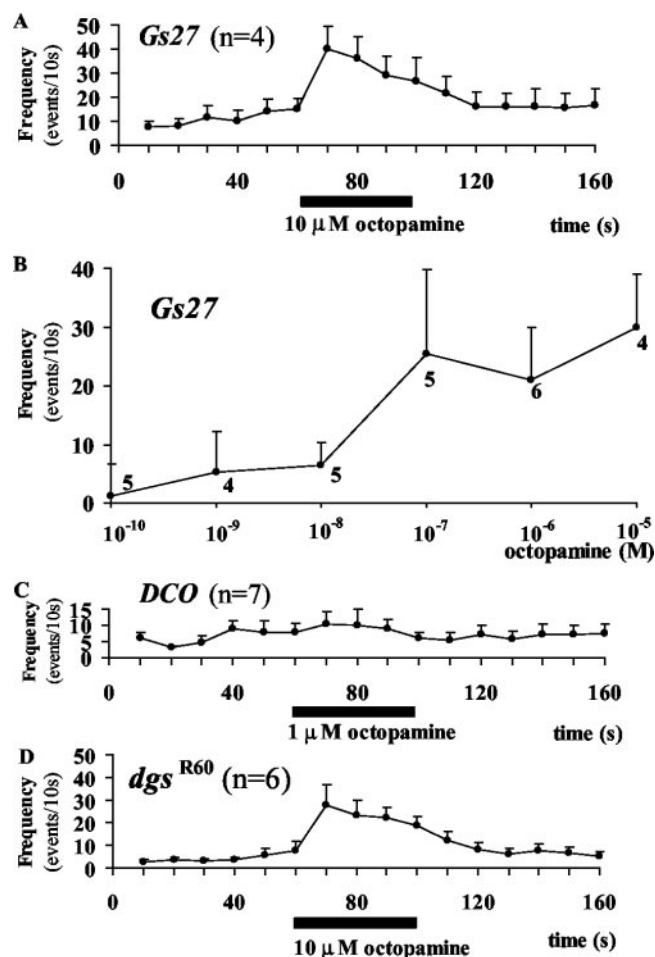 A
Gs27 (n=4)
Frequency
(events/10s)
50
40
30
20
10
0
0 40 80 120 160
10 μM octopamine time (s)
B
Gs27
Frequency
(events/10s)
40
30
20
10
0
5 4 5 5 6 4
10-10 10-9 10-8 10-7 10-6 10-5
octopamine (M)
C
DCO (n=7)
Frequency
(events/10s)
15
10
5
0
0 40 80 120 160
1 μM octopamine time (s)
D
dgs R60 (n=6)
Frequency
(events/10s)
50
40
30
20
10
0
0 40 80 120 160
10 μM octopamine time (s)